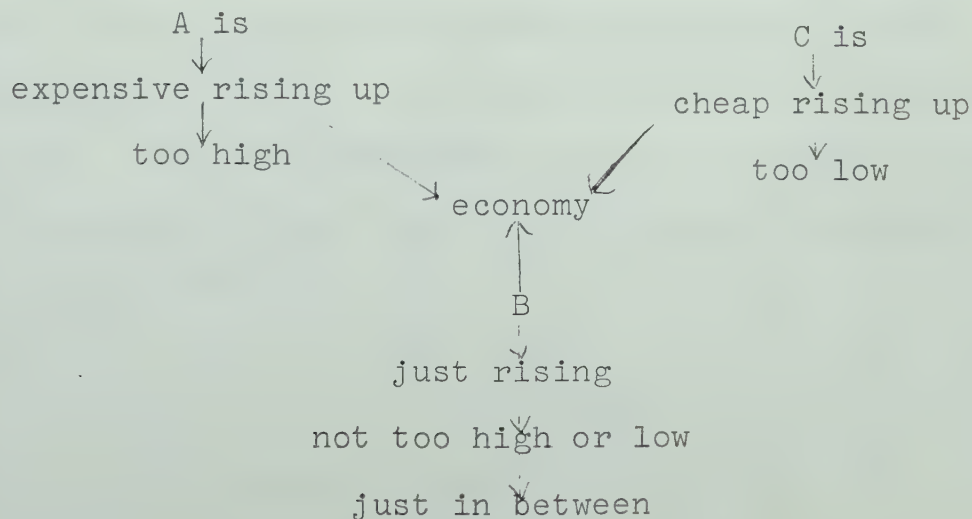 A is
expensive rising up
too high
C is
cheap rising up
too low
economy
B
just rising
not too high or low
just in between